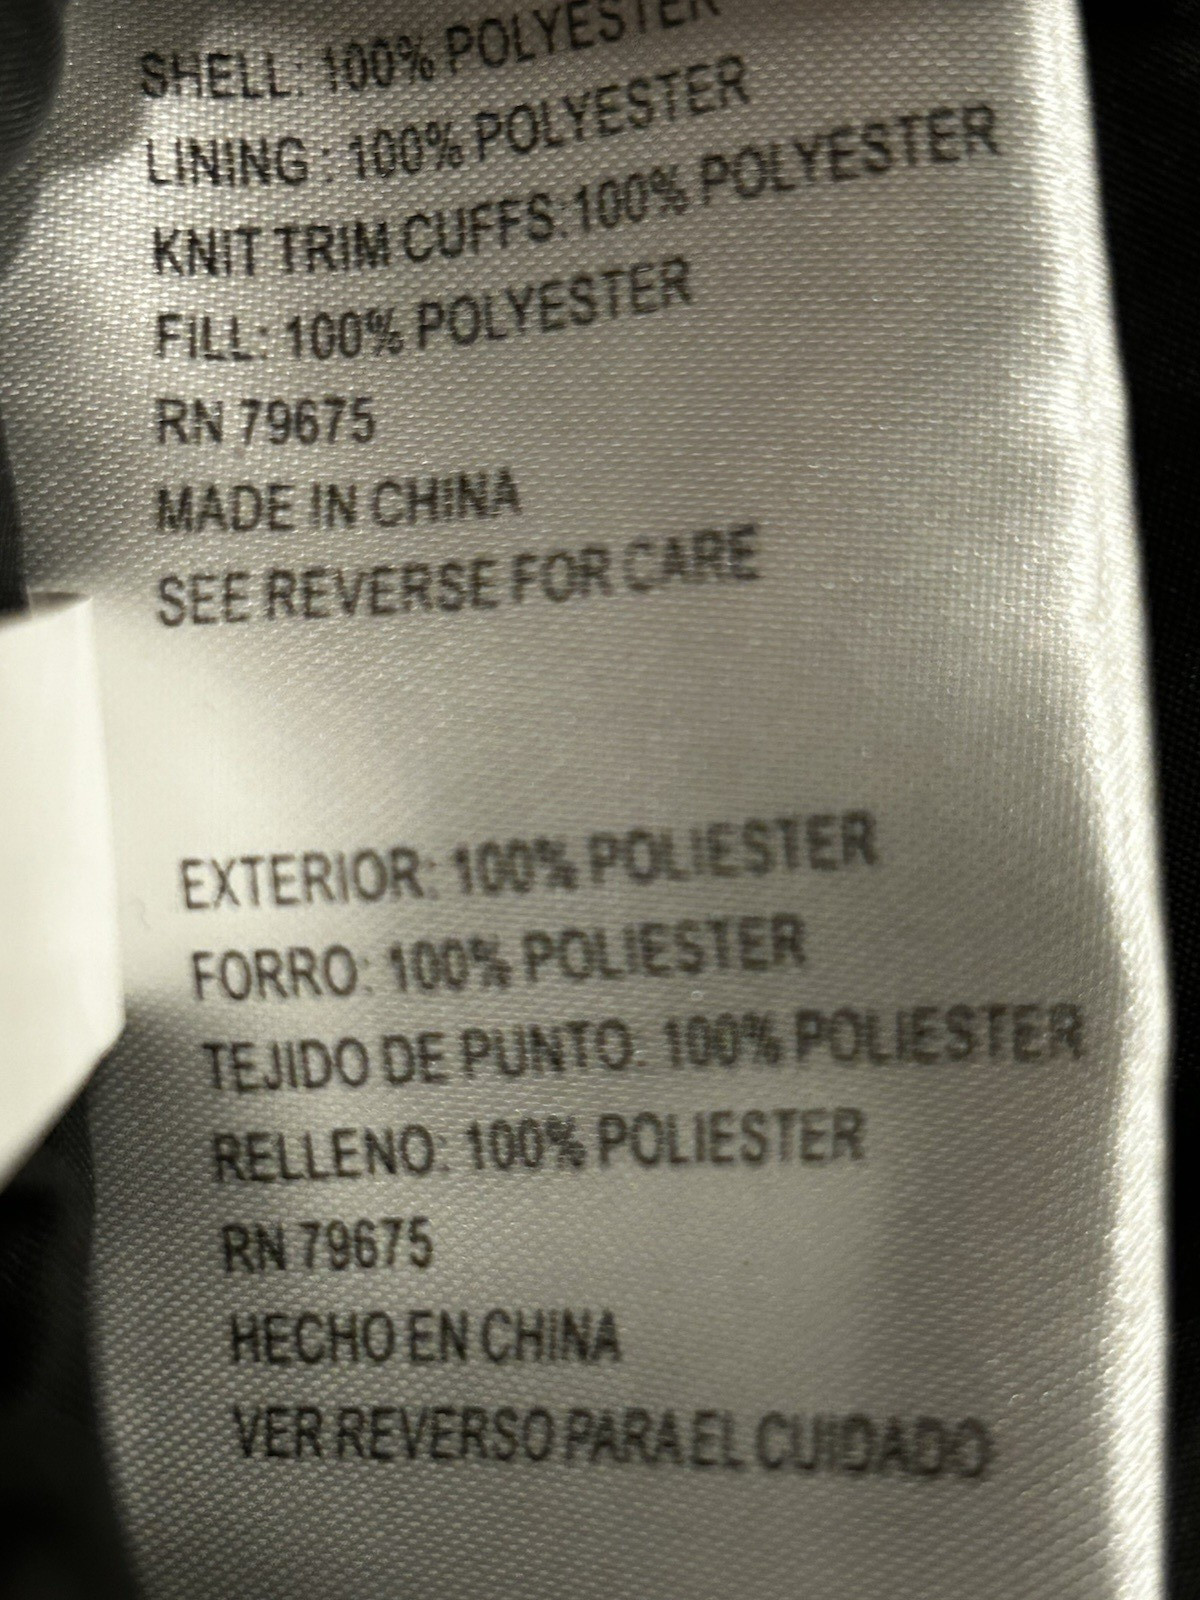 SHELL: 100% POLYESTER
LINING: 100% POLYESTER
KNIT TRIM CUFFS: 100% POLYESTER
FILL: 100% POLYESTER
RN 79675
MADE IN CHINA
SEE REVERSE FOR CARE
EXTERIOR: 100% POLIESTER
FORRO: 100% POLIESTER
TEJIDO DE PUNTO: 100% POLIESTER
RELLENO: 100% POLIESTER
RN 79675
HECHO EN CHINA
VER REVERSO PARA EL CUIDADO